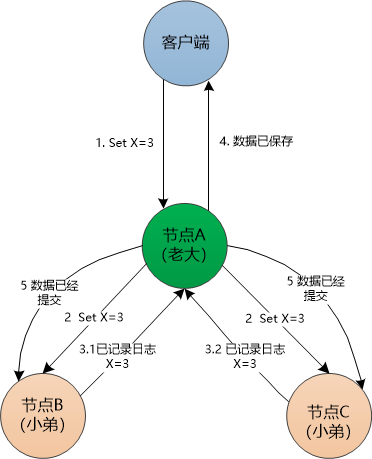 客户端
1. Set X=3
4. 数据已保存
节点A
（老大）
5 数据已经
提交
5 数据已经
提交
2 Set X=3
2 Set X=3
3.1已记录日志
X=3
3.2 已记录日志
X=3
节点B
（小弟）
节点C
（小弟）